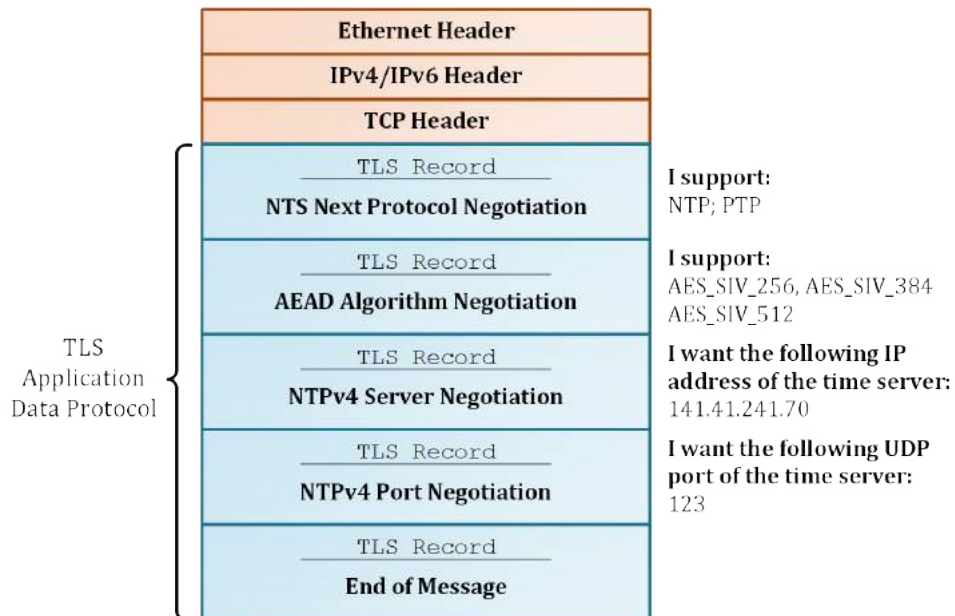 Ethernet Header
IPv4/IPv6 Header
TCP Header
TLS Record
NTS Next Protocol Negotiation
I support:
NTP; PTP
TLS Record
AEAD Algorithm Negotiation
I support:
AES_SIV_256, AES_SIV_384
AES_SIV_512
TLS
Application
Data Protocol
TLS Record
NTPv4 Server Negotiation
I want the following IP
address of the time server:
141.41.241.70
TLS Record
NTPv4 Port Negotiation
I want the following UDP
port of the time server:
123
TLS Record
End of Message